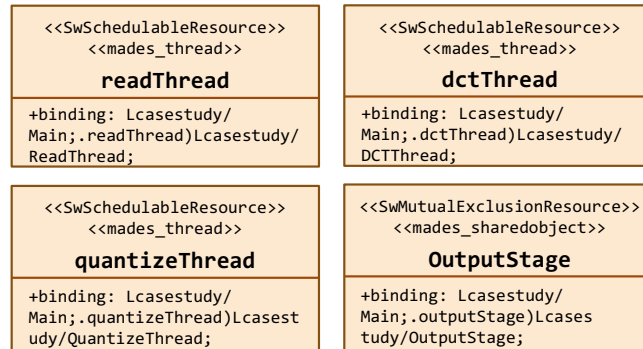 <<SwSchedulableResource>>
<<mades_thread>>
readThread
+binding: Lcasestudy/
Main;.readThread)Lcasestudy/
ReadThread;
<<SwSchedulableResource>>
<<mades_thread>>
dctThread
+binding: Lcasestudy/
Main;.dctThread)Lcasestudy/
DCTThread;
<<SwSchedulableResource>>
<<mades_thread>>
quantizeThread
+binding: Lcasestudy/
Main;.quantizeThread)Lcasest
udy/QuantizeThread;
<<SwMutualExclusionResource>>
<<mades_sharedobject>>
OutputStage
+binding: Lcasestudy/
Main;.outputStage)Lcases
tudy/OutputStage;